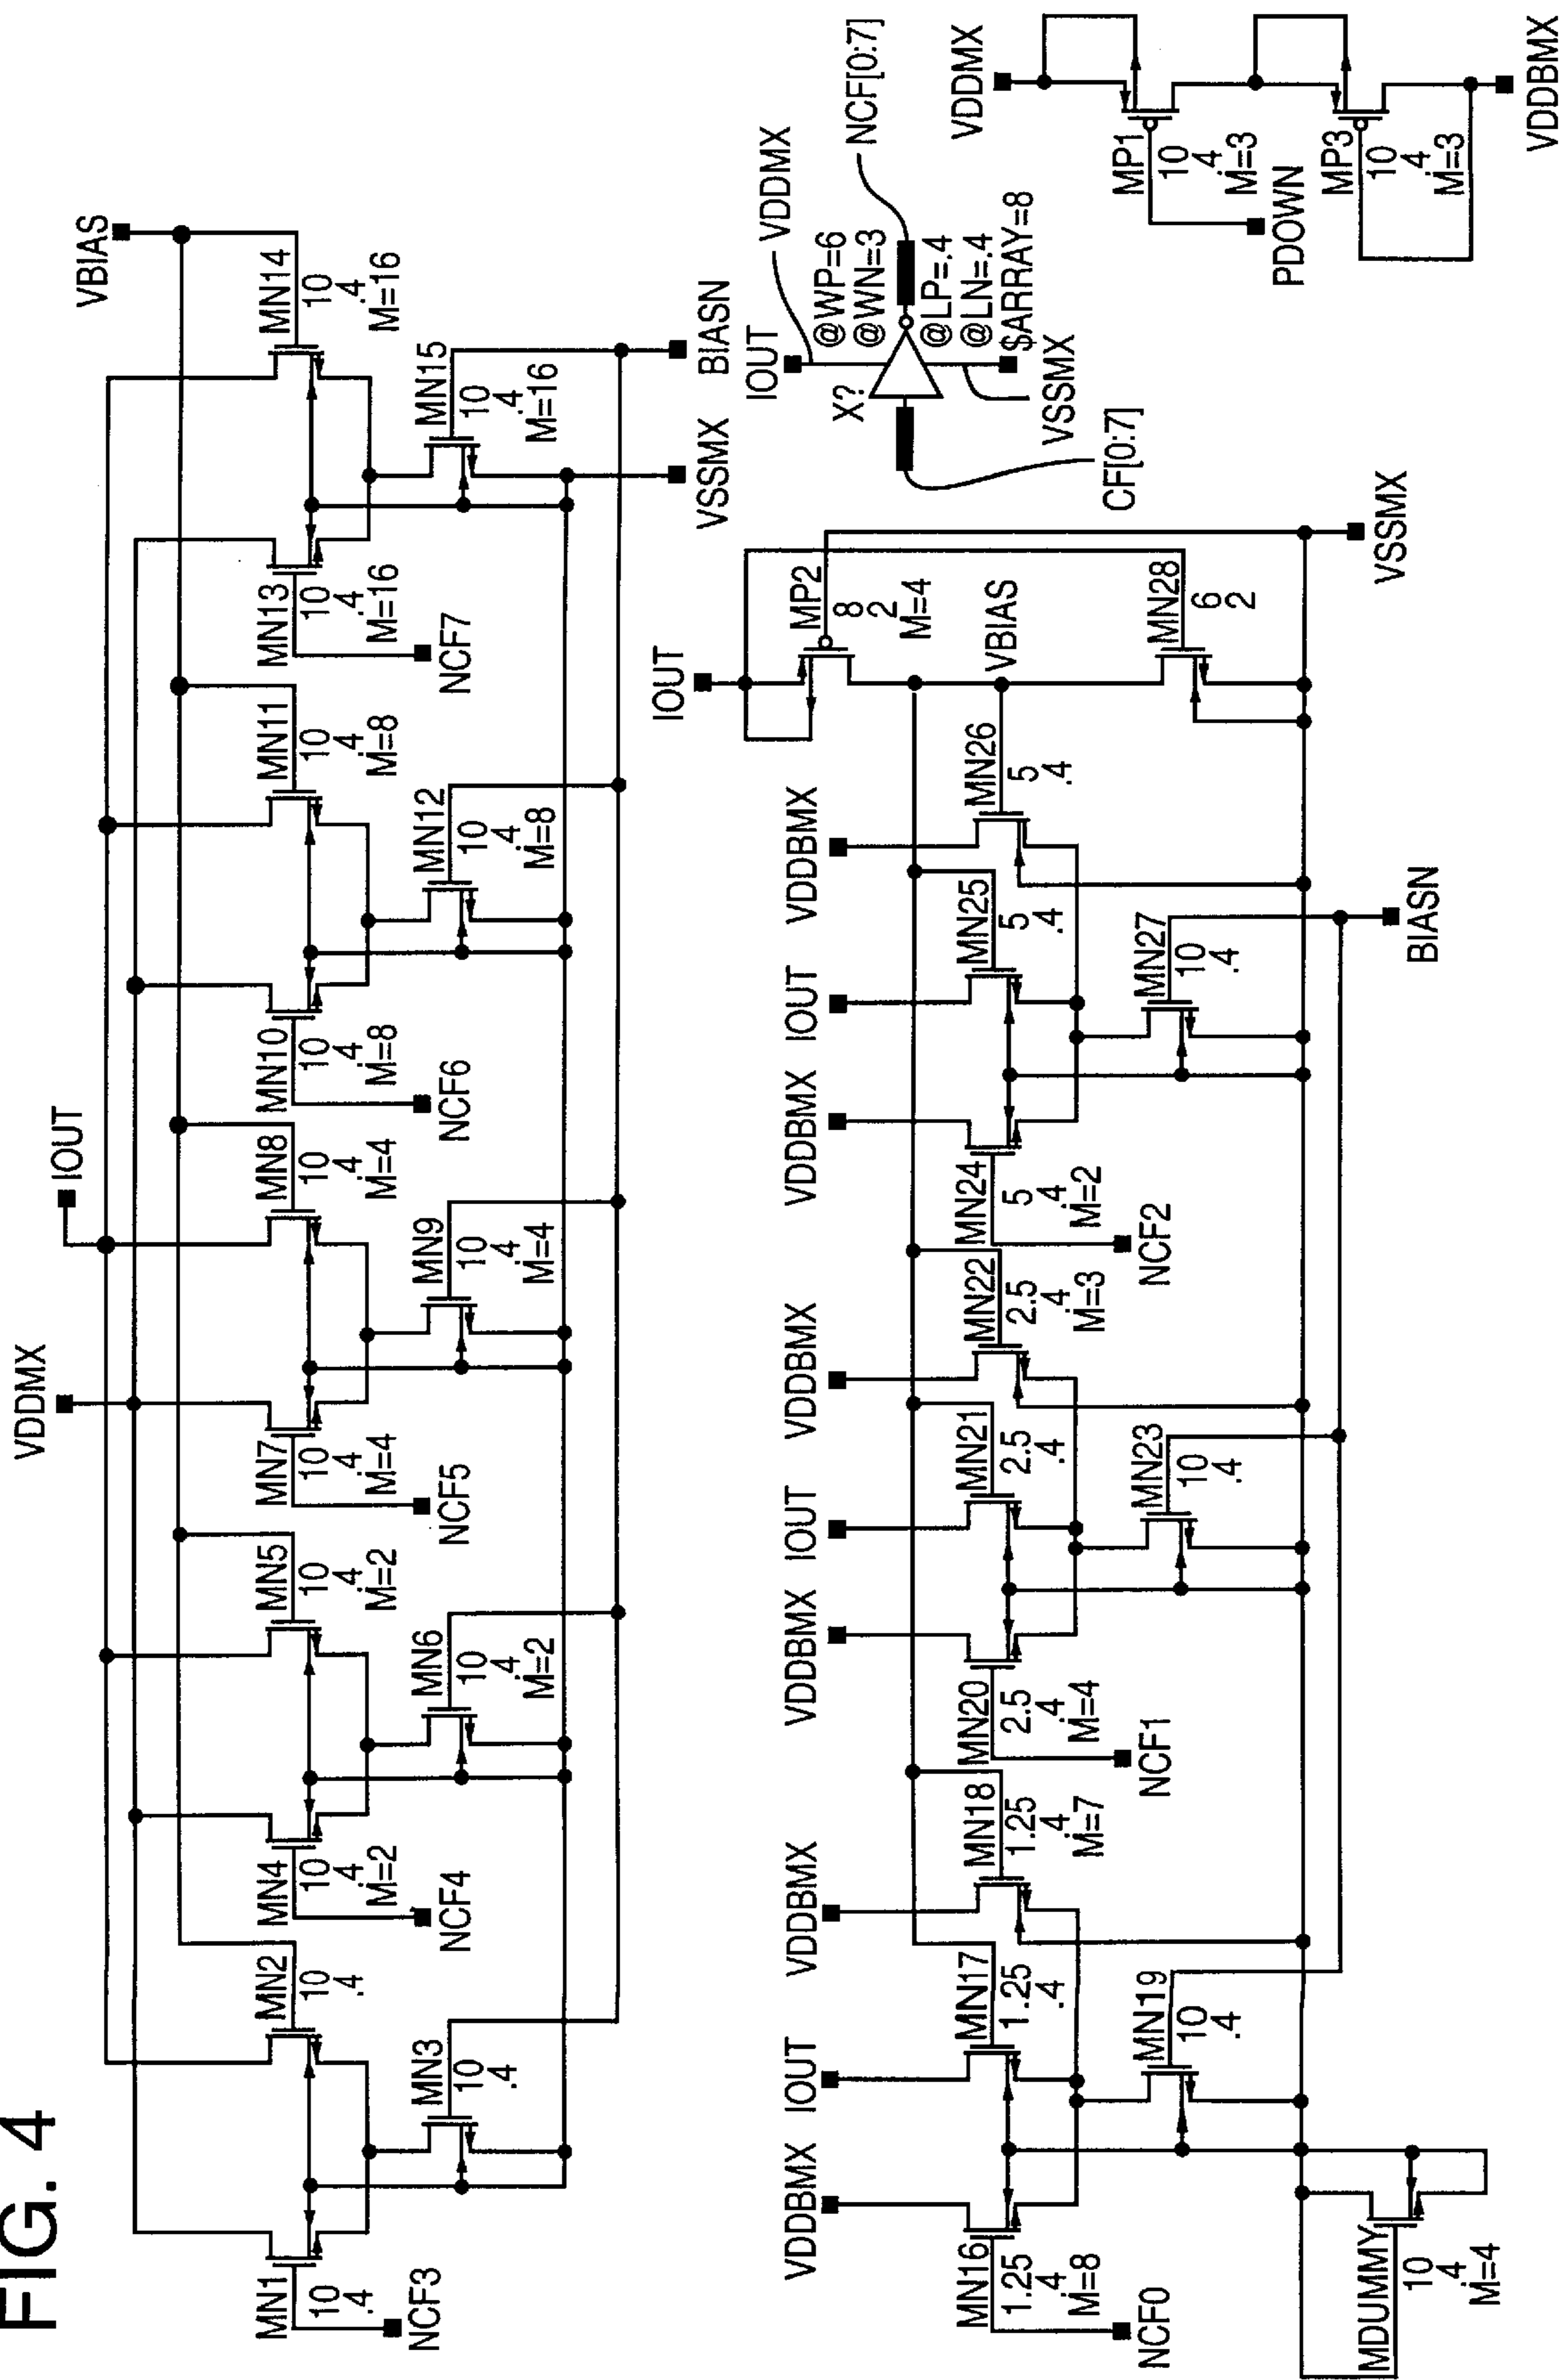 FIG. 4
VDDMX
IOUT
VBIAS
MN1
10
.4
NCF3
MN2
10
.4
MN3
10
.4
MN4
10
.4
M=2
NCF4
MN5
10
.4
M=2
MN6
10
.4
M=2
MN7
10
.4
M=4
NCF5
MN8
10
.4
M=4
MN9
10
.4
M=4
MN10
10
.4
M=8
NCF6
MN11
10
.4
M=8
MN12
10
.4
M=8
MN13
10
.4
M=16
NCF7
MN14
10
.4
M=16
MN15
10
.4
M=16
VSSMX
BIASN
VDDBMX
IOUT
VDDBMX
MN16
1.25
.4
M=8
NCF0
MN17
1.25
.4
MN18
1.25
.4
M=7
MN19
10
.4
MDUMMY
10
.4
M=4
VDDBMX
IOUT
VDDBMX
MN20
2.5
.4
M=4
NCF1
MN21
2.5
.4
MN22
2.5
.4
M=3
MN23
10
.4
VDDBMX
IOUT
VDDBMX
MN24
5
.4
M=2
NCF2
MN25
5
.4
MN26
5
.4
MN27
10
.4
BIASN
IOUT
MP2
8
2
M=4
VBIAS
MN28
6
2
VSSMX
IOUT
VDDMX
X?
@WP=6
@WN=3
@LP=.4
@LN=.4
$ARRAY=8
NCF[0:7]
CF[0:7]
VSSMX
VDDMX
MP1
10
.4
M=3
PDOWN
MP3
10
.4
M=3
VDDBMX